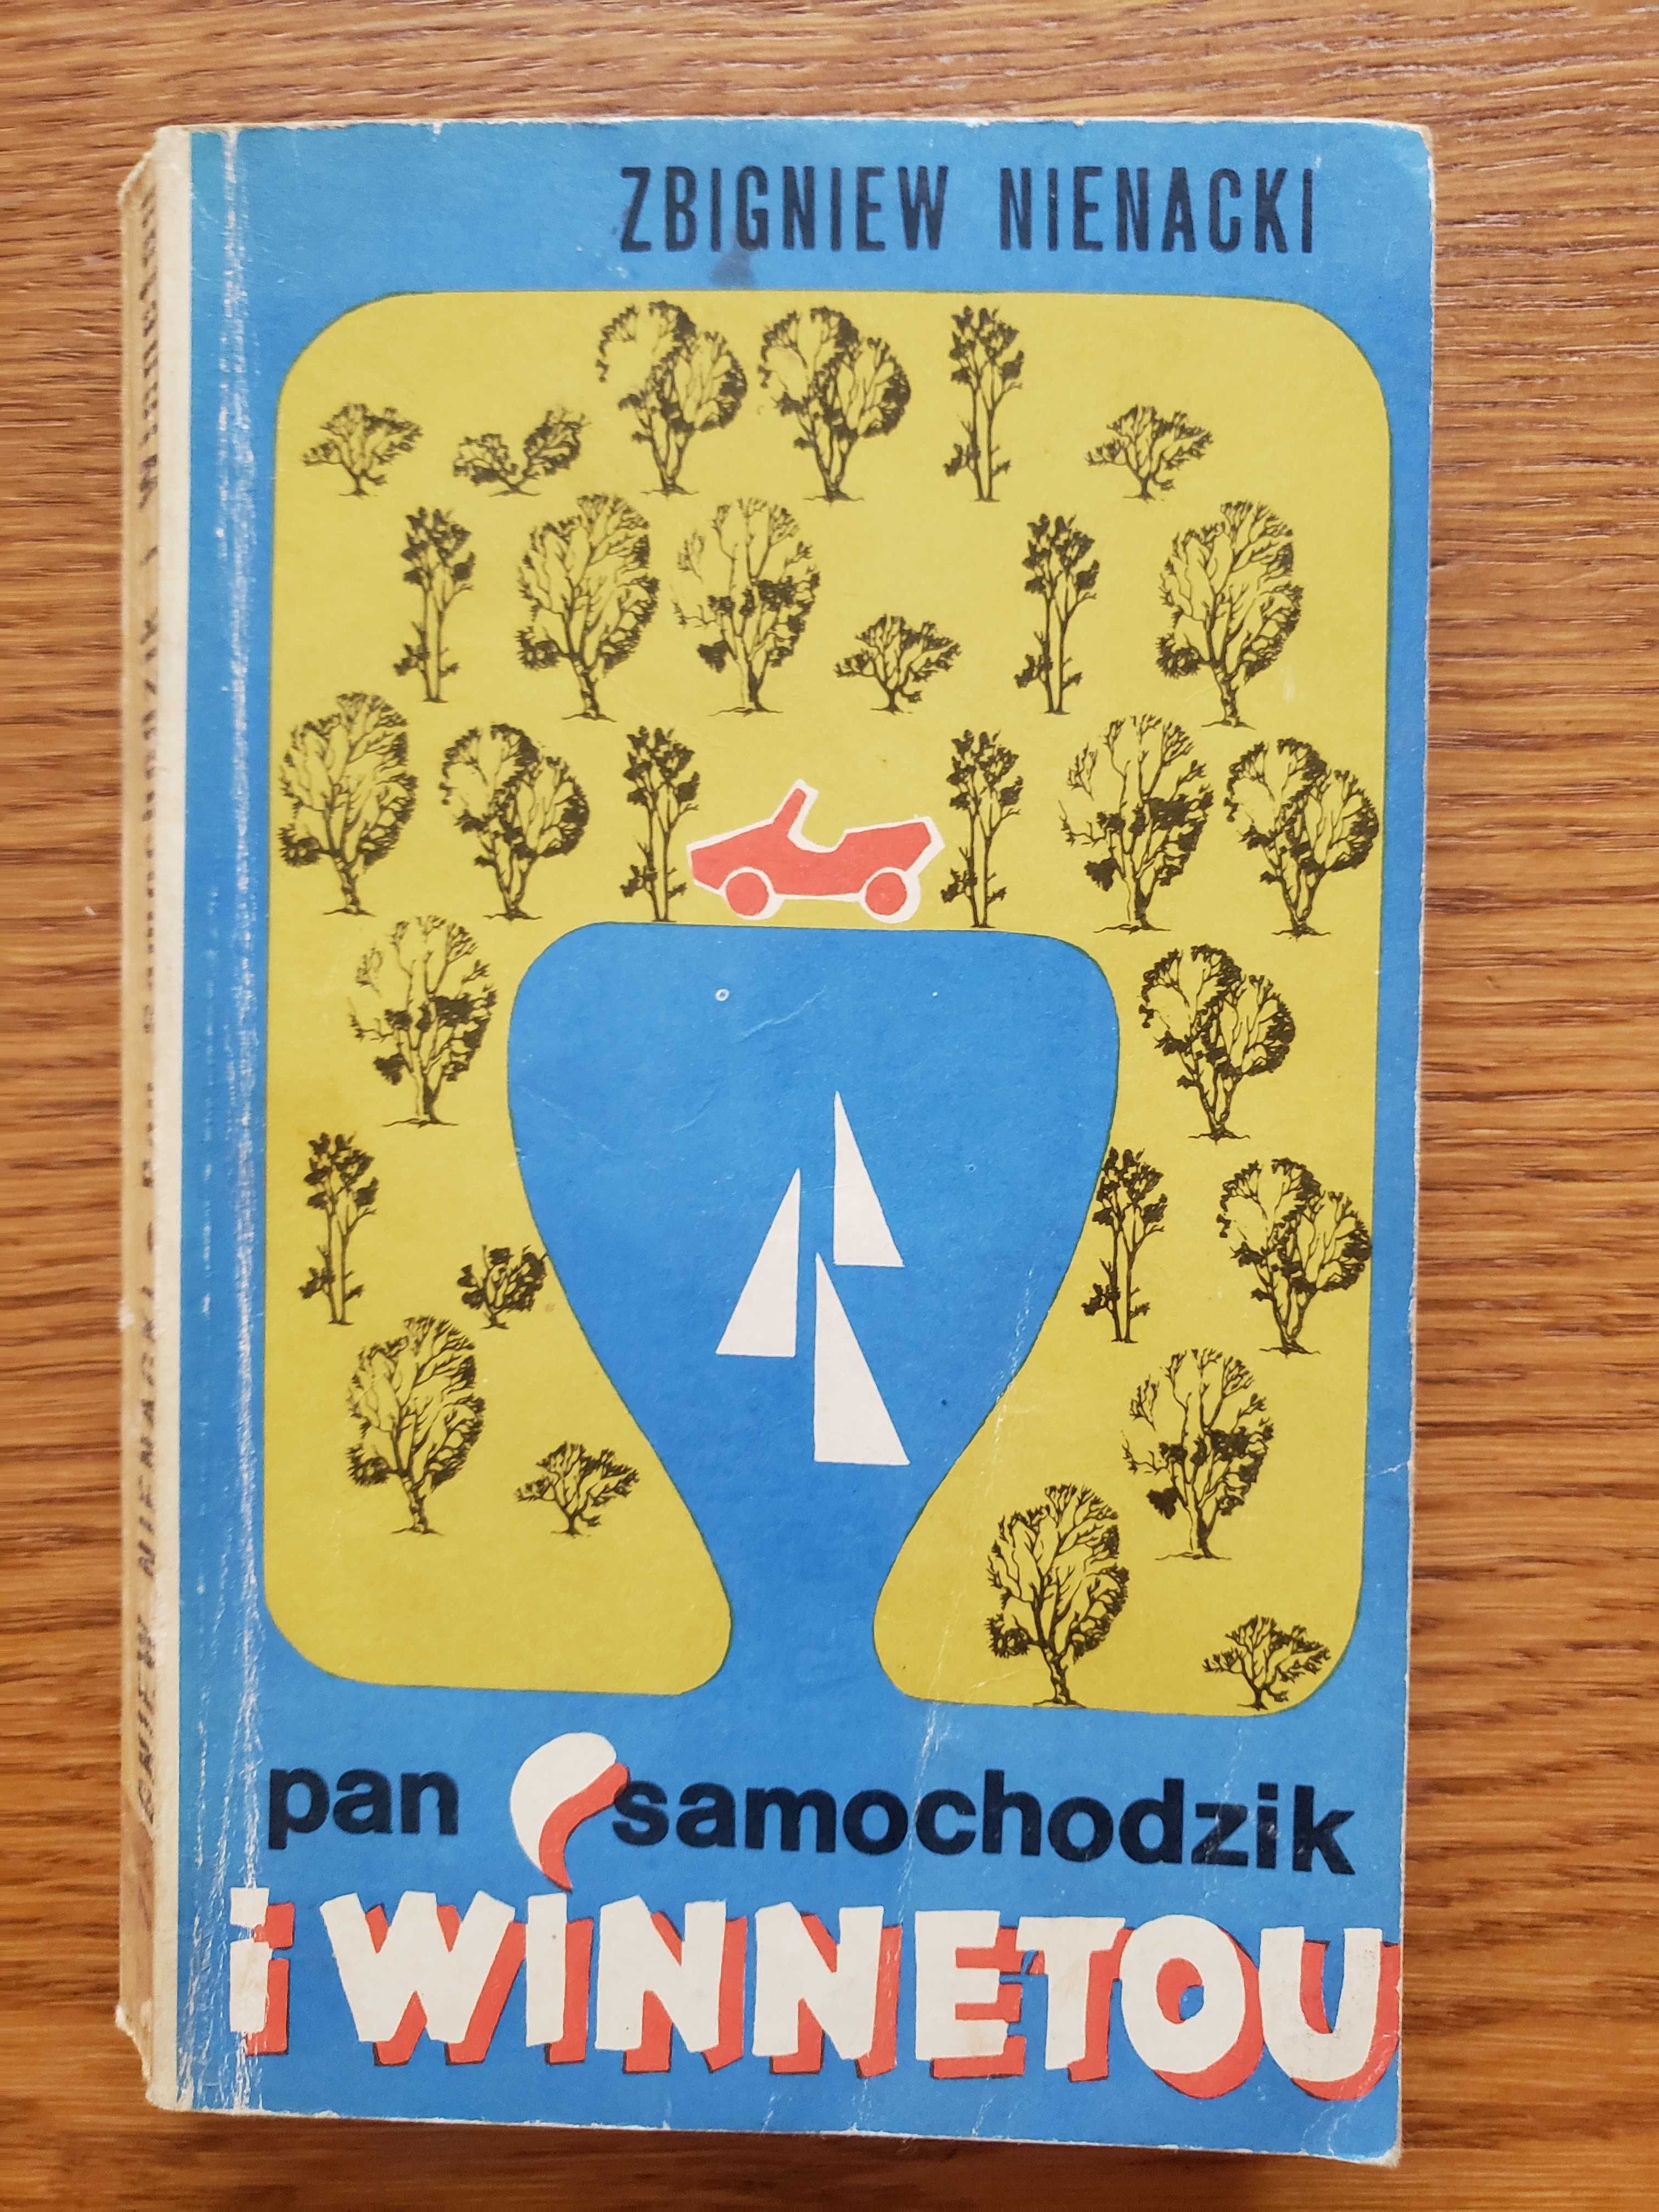 ZBIGNIEW NIENACKI
pan samochodzik
i WINNETOU